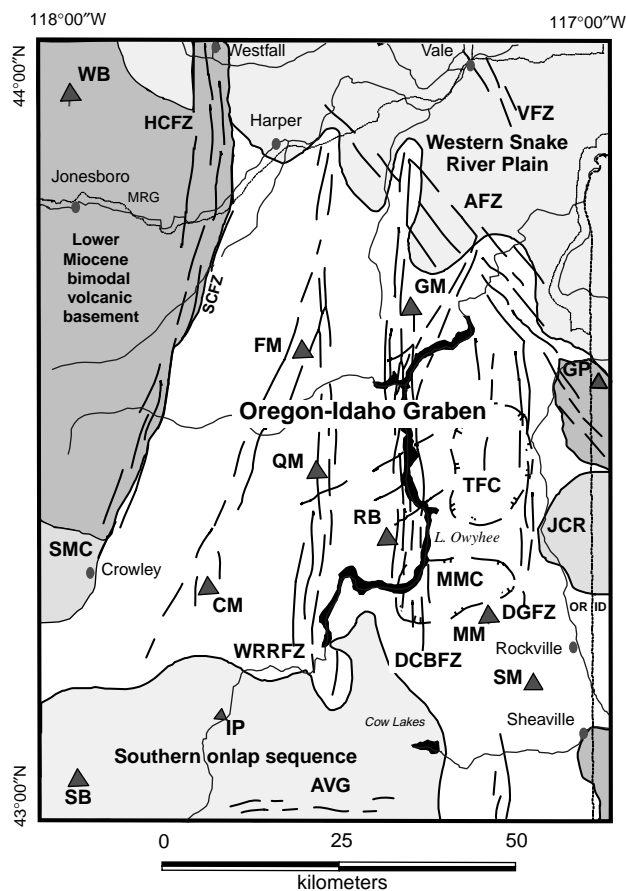 118°00″W
117°00″W
44°00″N
Westfall
Vale
WB
VFZ
HCFZ
Harper
Western Snake
River Plain
Jonesboro
MRG
AFZ
Lower
Miocene
bimodal
volcanic
basement
SCFZ
GM
FM
GP
Oregon-Idaho Graben
QM
TFC
RB
L. Owyhee
JCR
SMC
Crowley
MMC
CM
OR ID
MM
DGFZ
WRRFZ
DCBFZ
Rockville
SM
IP
Cow Lakes
Sheaville
Southern onlap sequence
SB
AVG
43°00″N
0 25 50
kilometers